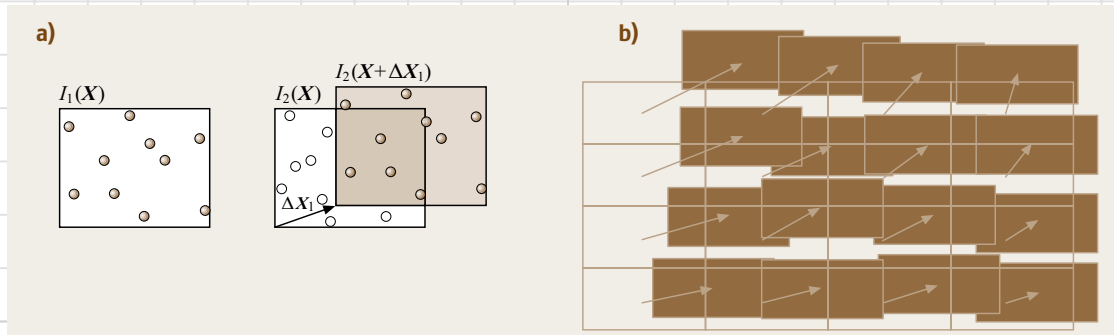 a)
b)
I₂(X+ΔX₁)
I₁(X)
I₂(X)
ΔX₁